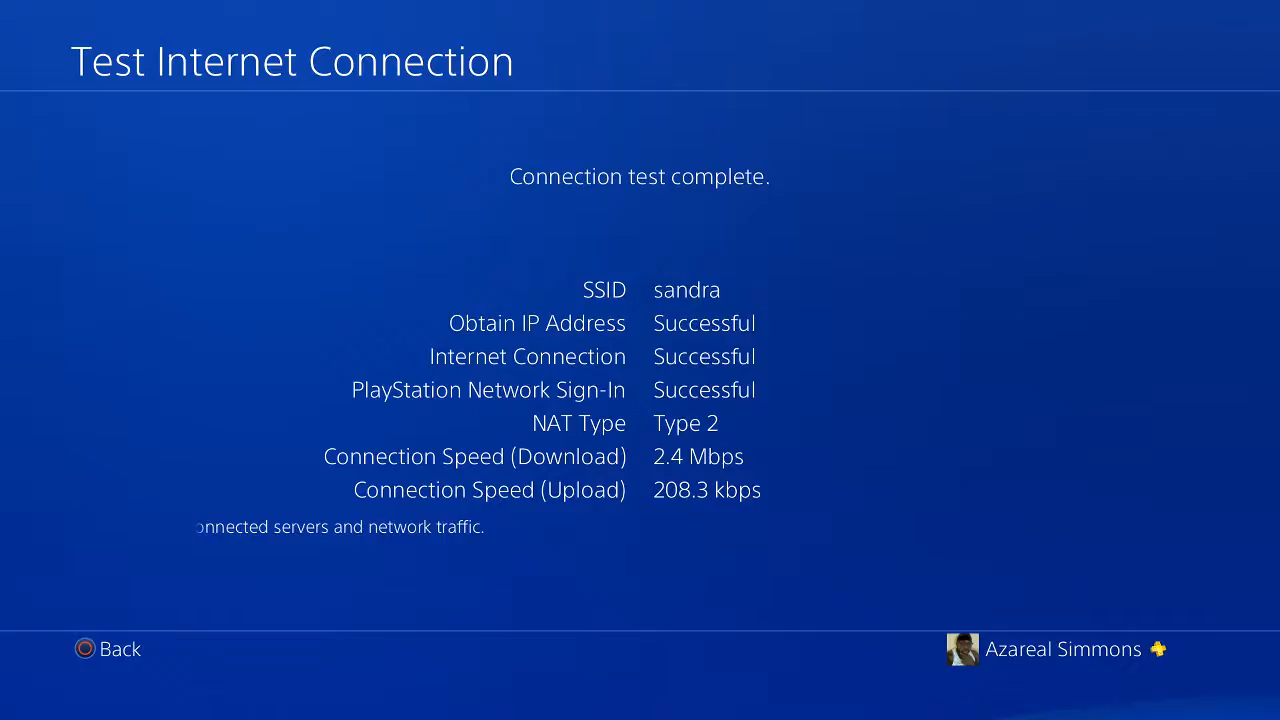 Test Internet Connection
Connection test complete.
SSID sandra
Obtain IP Address Successful
Internet Connection Successful
PlayStation Network Sign-In Successful
NAT Type Type 2
Connection Speed (Download) 2.4 Mbps
Connection Speed (Upload) 208.3 kbps
onnected servers and network traffic.
Back Azareal Simmons